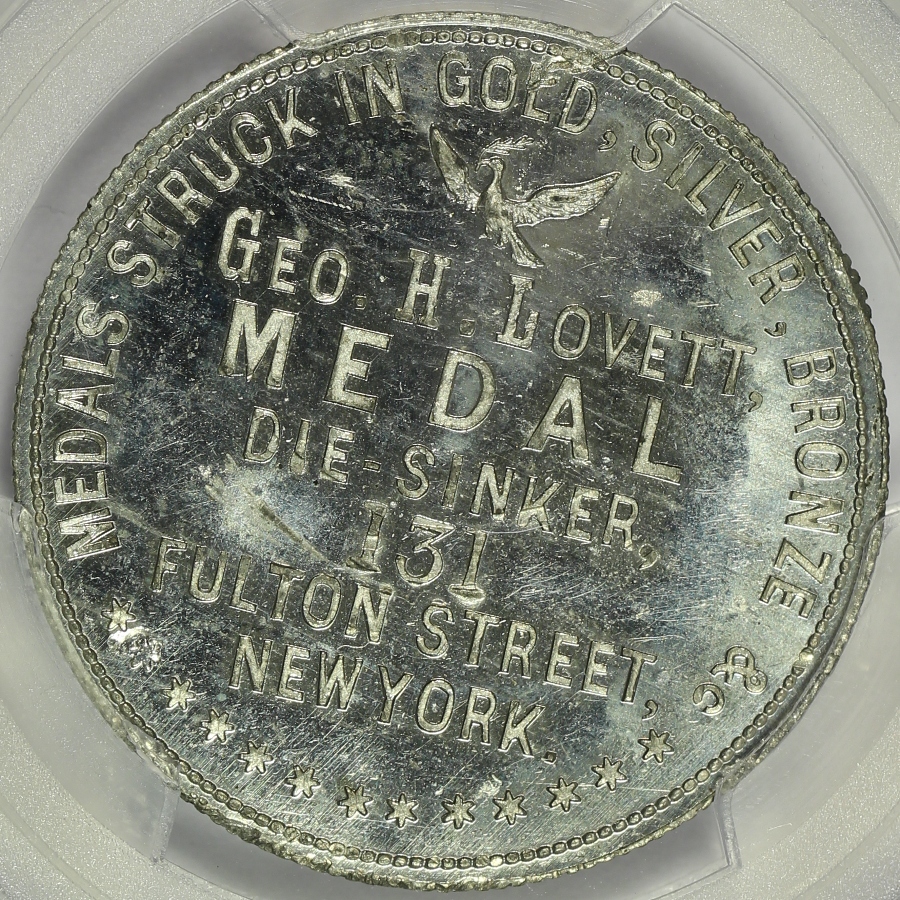 MEDALS STRUCK IN GOLD, SILVER, BRONZE &C
GEO. H. LOVETT,
MEDAL
DIE-SINKER,
131
FULTON STREET,
NEW YORK.